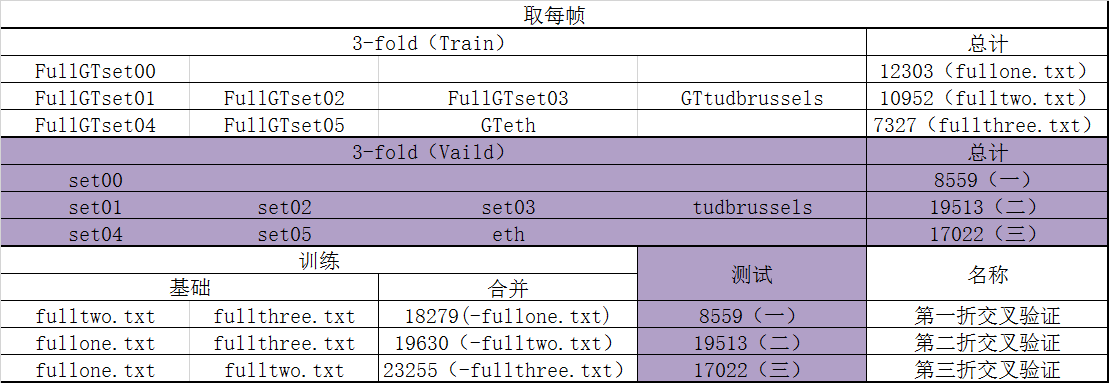 取每帧
3-fold（Train） 总计
FullGTset00 12303（fullone.txt）
FullGTset01 FullGTset02 FullGTset03 GTtudbrussels 10952（fulltwo.txt）
FullGTset04 FullGTset05 GTeth 7327（fullthree.txt）
3-fold（Vaild） 总计
set00 8559（一）
set01 set02 set03 tudbrussels 19513（二）
set04 set05 eth 17022（三）
训练 测试 名称
基础 合并
fulltwo.txt fullthree.txt 18279(-fullone.txt) 8559（一） 第一折交叉验证
fullone.txt fullthree.txt 19630（-fulltwo.txt） 19513（二） 第二折交叉验证
fullone.txt fulltwo.txt 23255（-fullthree.txt） 17022（三） 第三折交叉验证